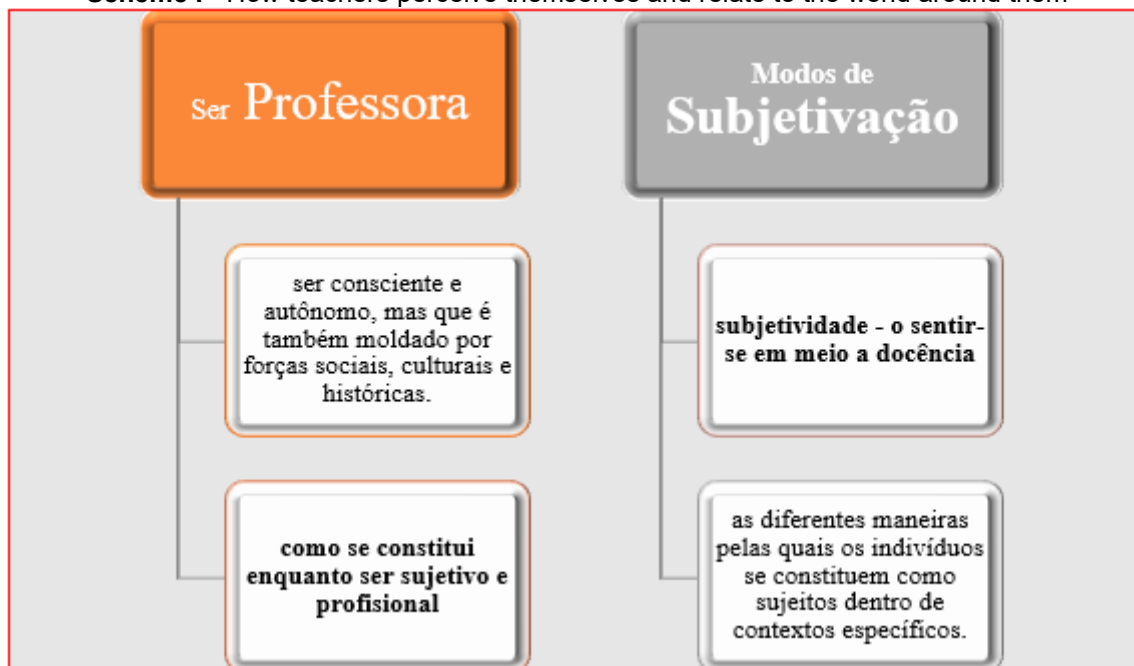 How teachers perceive themselves and relate to the world around them
Ser Professora
ser consciente e
autônomo, mas que é
também moldado por
forças sociais, culturais e
históricas.
como se constitui
enquanto ser sujetivo e
profisional
Modos de
Subjetivação
subjetividade - o sentir-
se em meio a docência
as diferentes maneiras
pelas quais os indivíduos
se constituem como
sujeitos dentro de
contextos específicos.